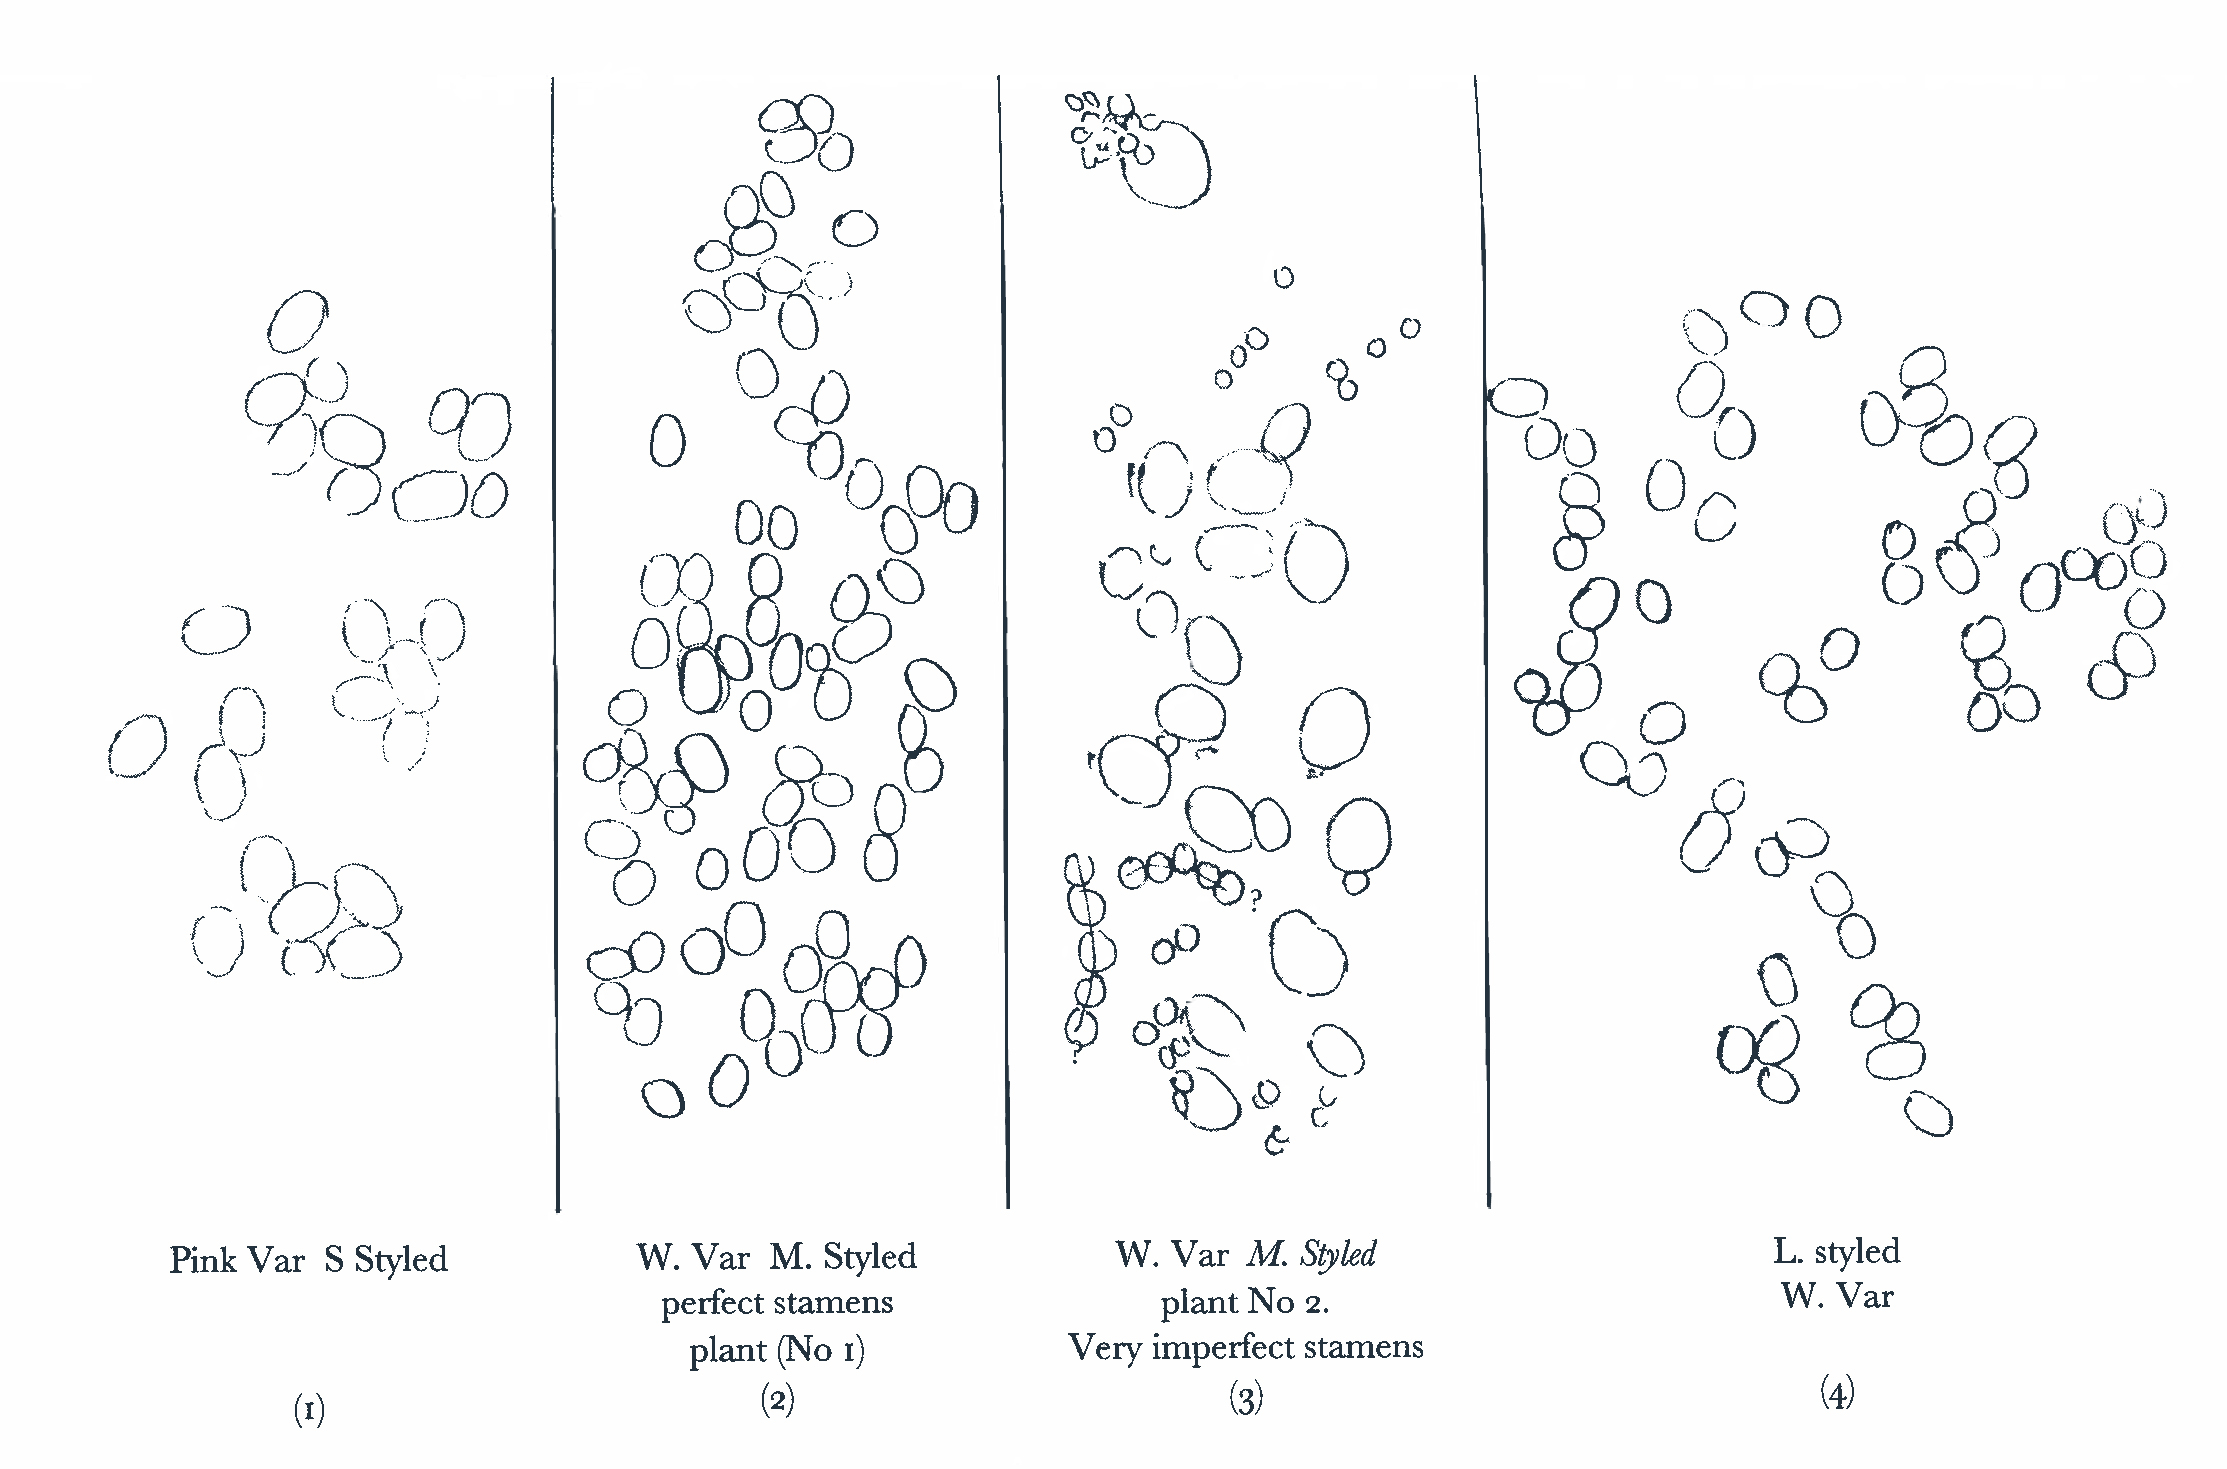 ?
?
Pink Var S Styled
(1)
W. Var M. Styled
perfect stamens
plant (No 1)
(2)
W. Var M. Styled
plant No 2.
Very imperfect stamens
(3)
L. styled
W. Var
(4)